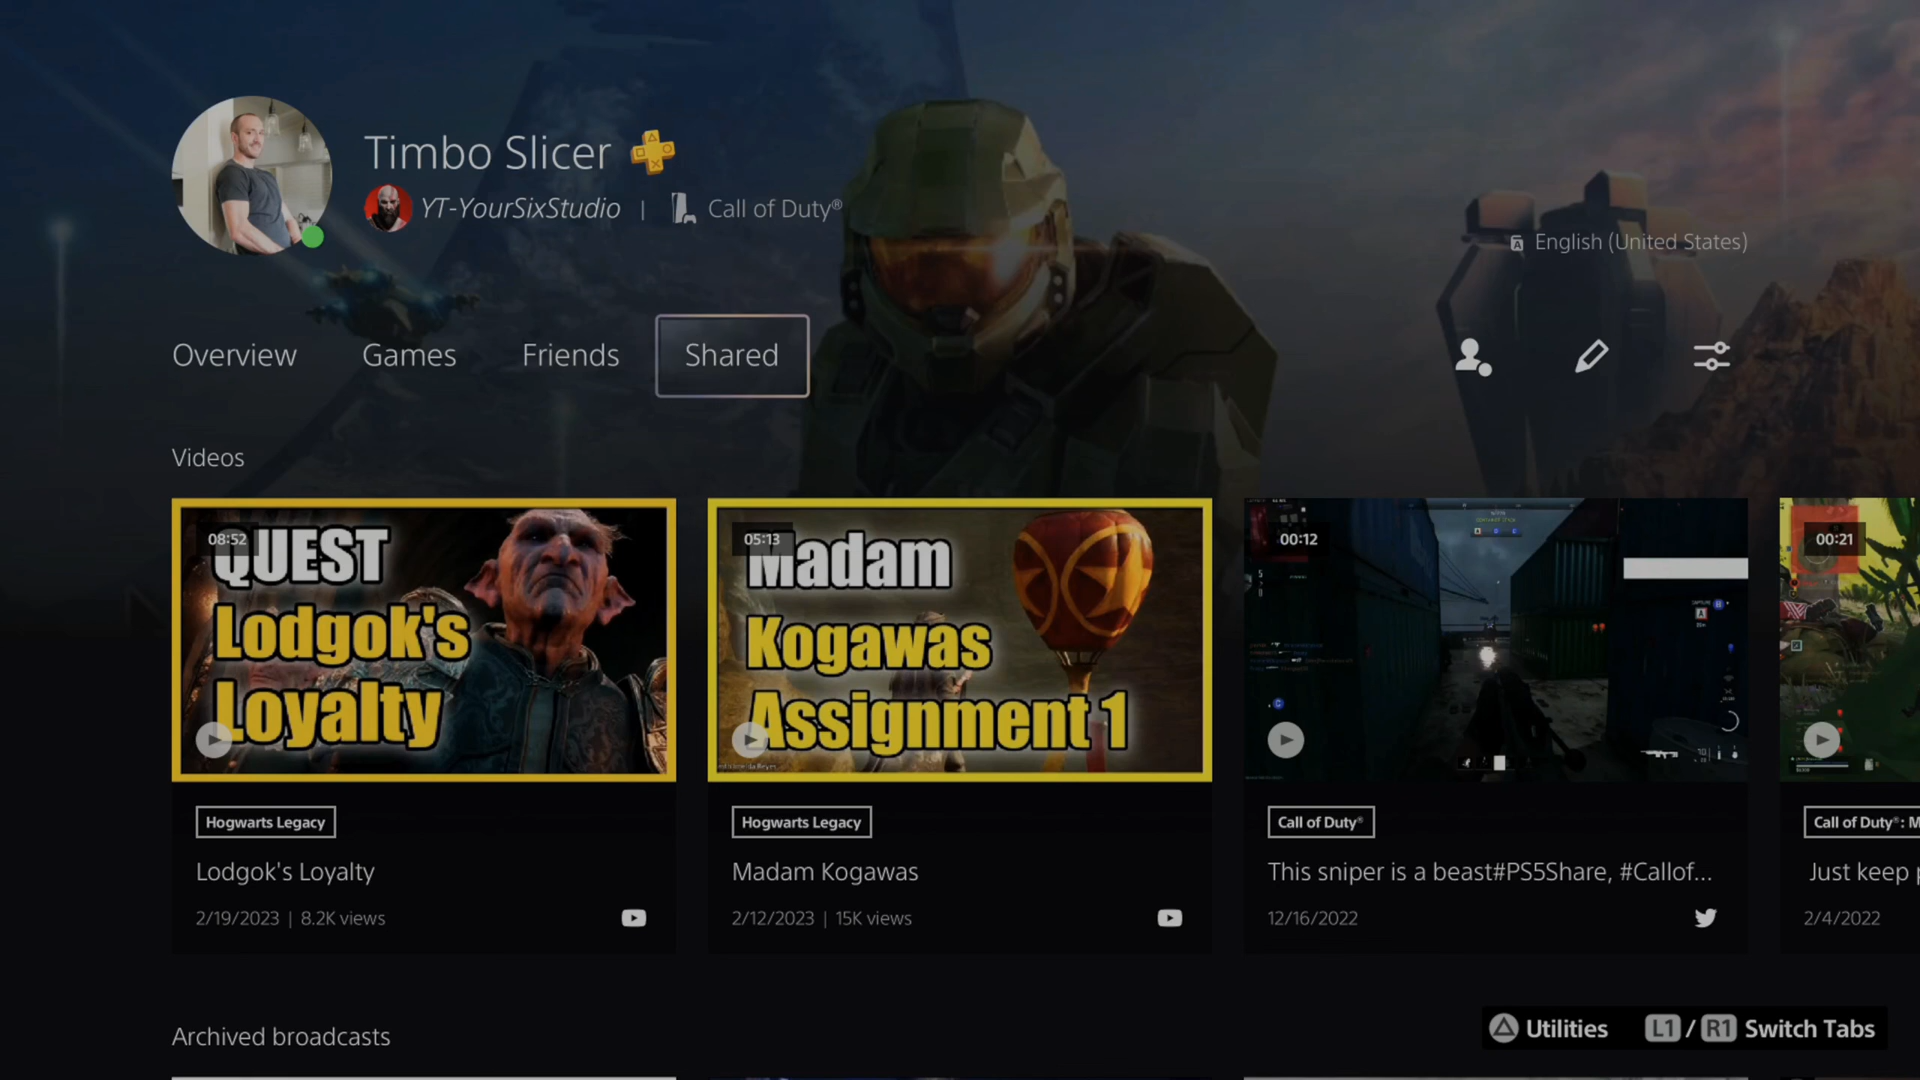 Timbo Slicer
YT-YourSixStudio | Call of Duty®
English (United States)
Overview Games Friends Shared
Videos
08:52
QUEST
Lodgok's
Loyalty
Hogwarts Legacy
Lodgok's Loyalty
2/19/2023 | 8.2K views
05:13
Madam
Kogawas
Assignment 1
Hogwarts Legacy
Madam Kogawas
2/12/2023 | 15K views
00:12
Call of Duty®
This sniper is a beast#PS5Share, #Callof...
12/16/2022
00:21
Call of Duty®: M
Just keep
2/4/2022
Archived broadcasts
Utilities L1 / R1 Switch Tabs